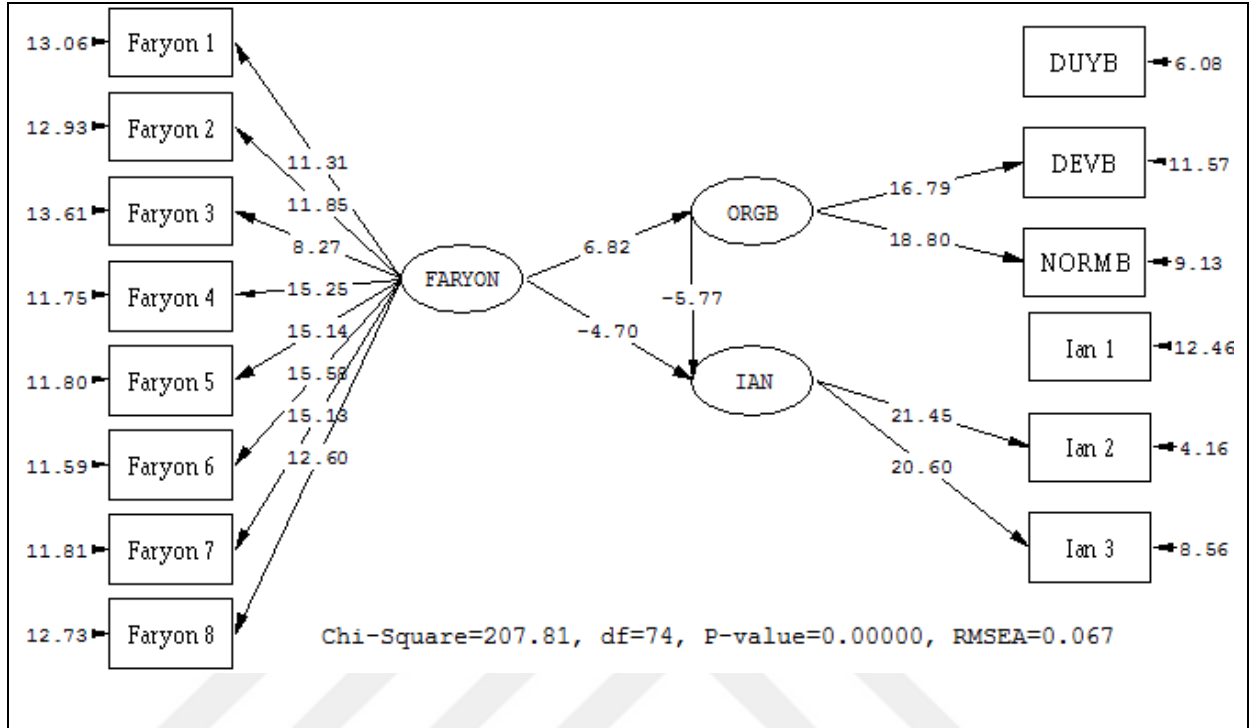 13.06 Faryon 1
12.93 Faryon 2
13.61 Faryon 3
11.75 Faryon 4
11.80 Faryon 5
11.59 Faryon 6
11.81 Faryon 7
12.73 Faryon 8
11.31
11.85
8.27
15.25
15.14
15.58
15.13
12.60
FARYON
6.82
-4.70
ORGB
-5.77
IAN
16.79
18.80
21.45
20.60
DUYB 6.08
DEVB 11.57
NORMB 9.13
Ian 1 12.46
Ian 2 4.16
Ian 3 8.56
Chi-Square=207.81, df=74, P-value=0.00000, RMSEA=0.067